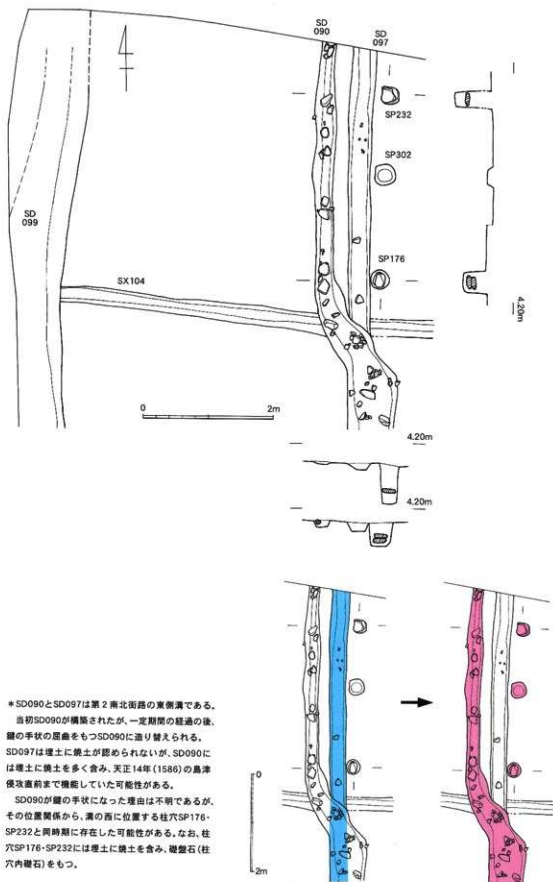 SD
090
SD
097
SP232
SP302
SP176
SD
099
SX104
4.20m
0
2m
4.20m
4.20m
*SD090とSD097は第2南北街路の東側溝である。
当初SD090が構築されたが、一定期間の経過の後、
鍵の手状の屈曲をもつSD090に造り替えられる。
SD097は埋土に焼土が認められないが、SD090に
は埋土に焼土を多く含み、天正14年(1586)の島津
侵攻直前まで機能していた可能性がある。
SD090が鍵の手状になった理由は不明であるが、
その位置関係から、溝の西に位置する柱穴SP176・
SP232と同時期に存在した可能性がある。なお、柱
穴SP176・SP232には埋土に焼土を含み、礎盤石(柱
穴内礎石)をもつ。
0
2m